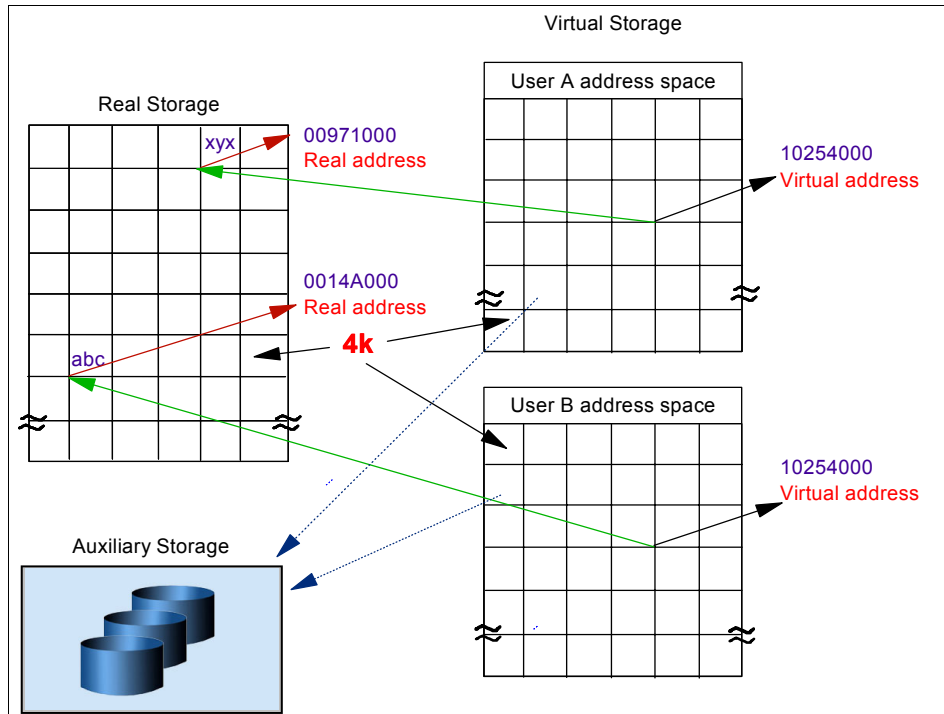 Virtual Storage
User A address space
Real Storage
xyx
00971000
Real address
10254000
Virtual address
0014A000
Real address
4k
abc
User B address space
10254000
Virtual address
Auxiliary Storage